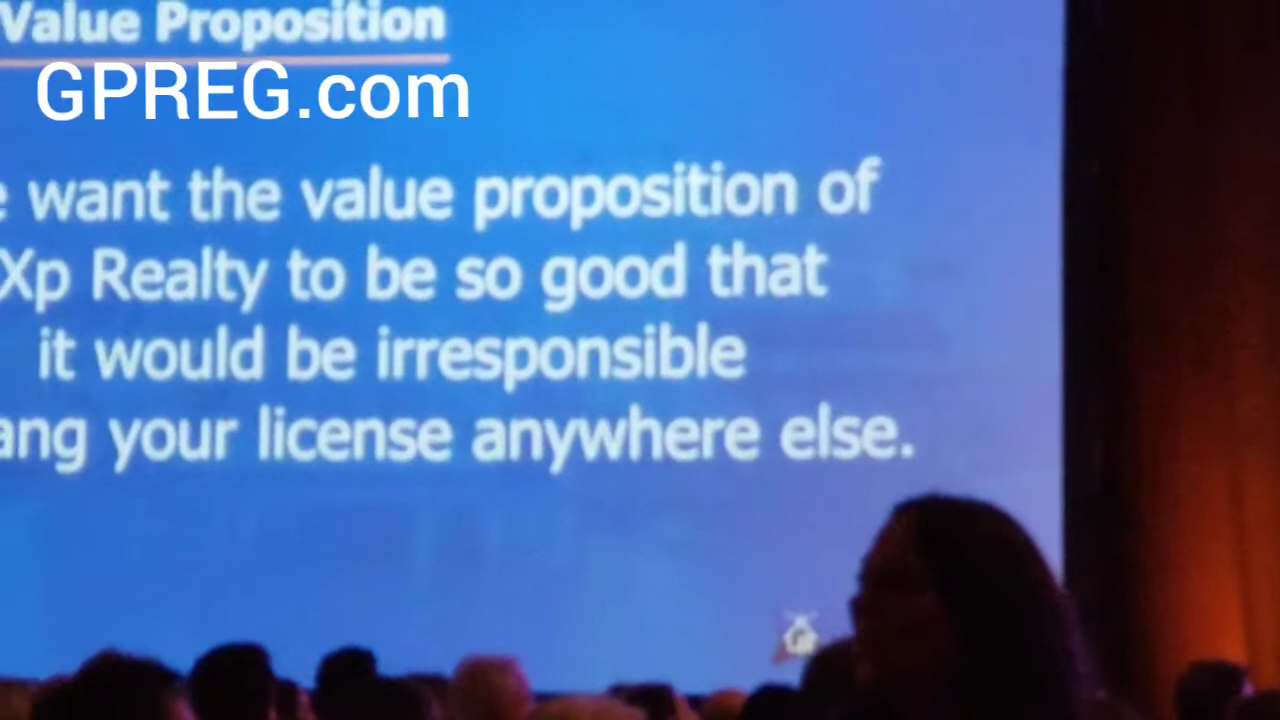 Value Proposition
GPREG.com
e want the value proposition of
Xp Realty to be so good that
it would be irresponsible
ang your license anywhere else.